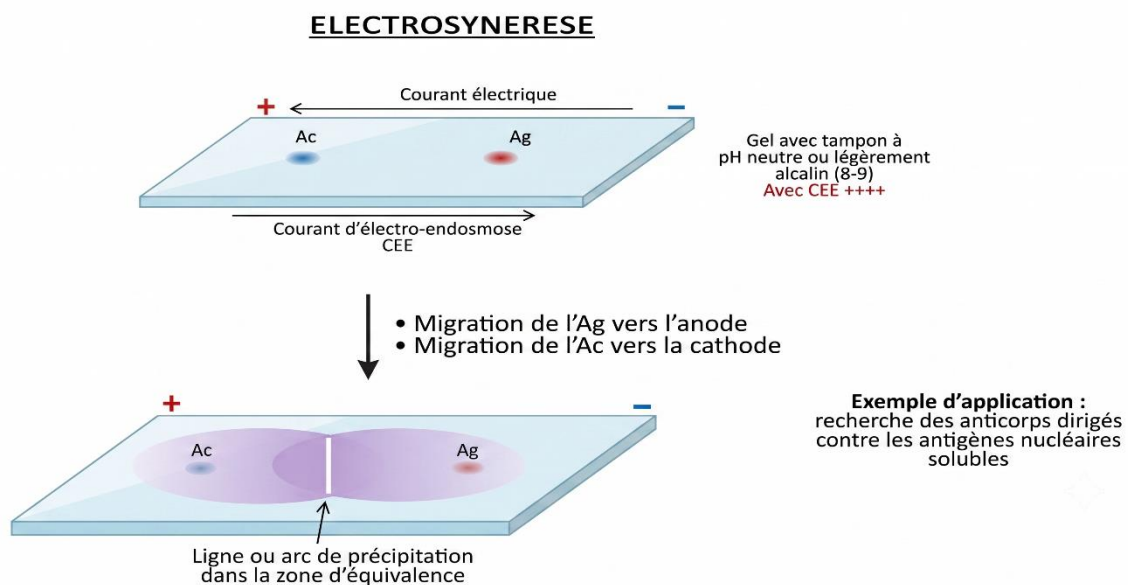 ELECTROSYNERESE
+
Courant électrique
−
Ac
Ag
Gel avec tampon à
pH neutre ou légèrement
alcalin (8-9)
Avec CEE ++++
Courant d’électro-endosmose
CEE
• Migration de l’Ag vers l’anode
• Migration de l’Ac vers la cathode
+
−
Ac
Ag
Exemple d’application :
recherche des anticorps dirigés
contre les antigènes nucléaires
solubles
Ligne ou arc de précipitation
dans la zone d’équivalence